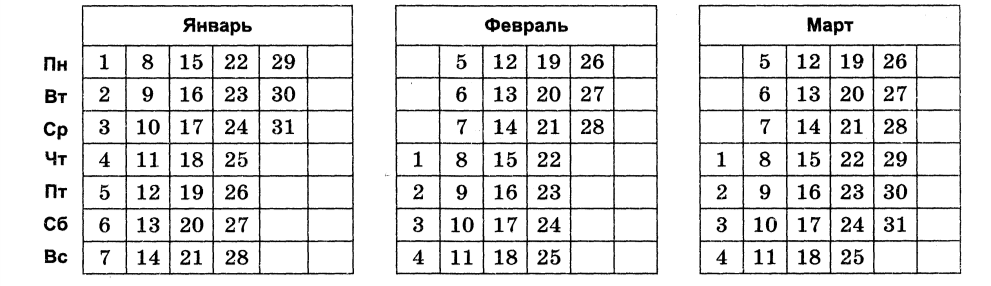 Январь Февраль Март
Пн 1 8 15 22 29 5 12 19 26 5 12 19 26
Вт 2 9 16 23 30 6 13 20 27 6 13 20 27
Ср 3 10 17 24 31 7 14 21 28 7 14 21 28
Чт 4 11 18 25 1 8 15 22 1 8 15 22 29
Пт 5 12 19 26 2 9 16 23 2 9 16 23 30
Сб 6 13 20 27 3 10 17 24 3 10 17 24 31
Вс 7 14 21 28 4 11 18 25 4 11 18 25